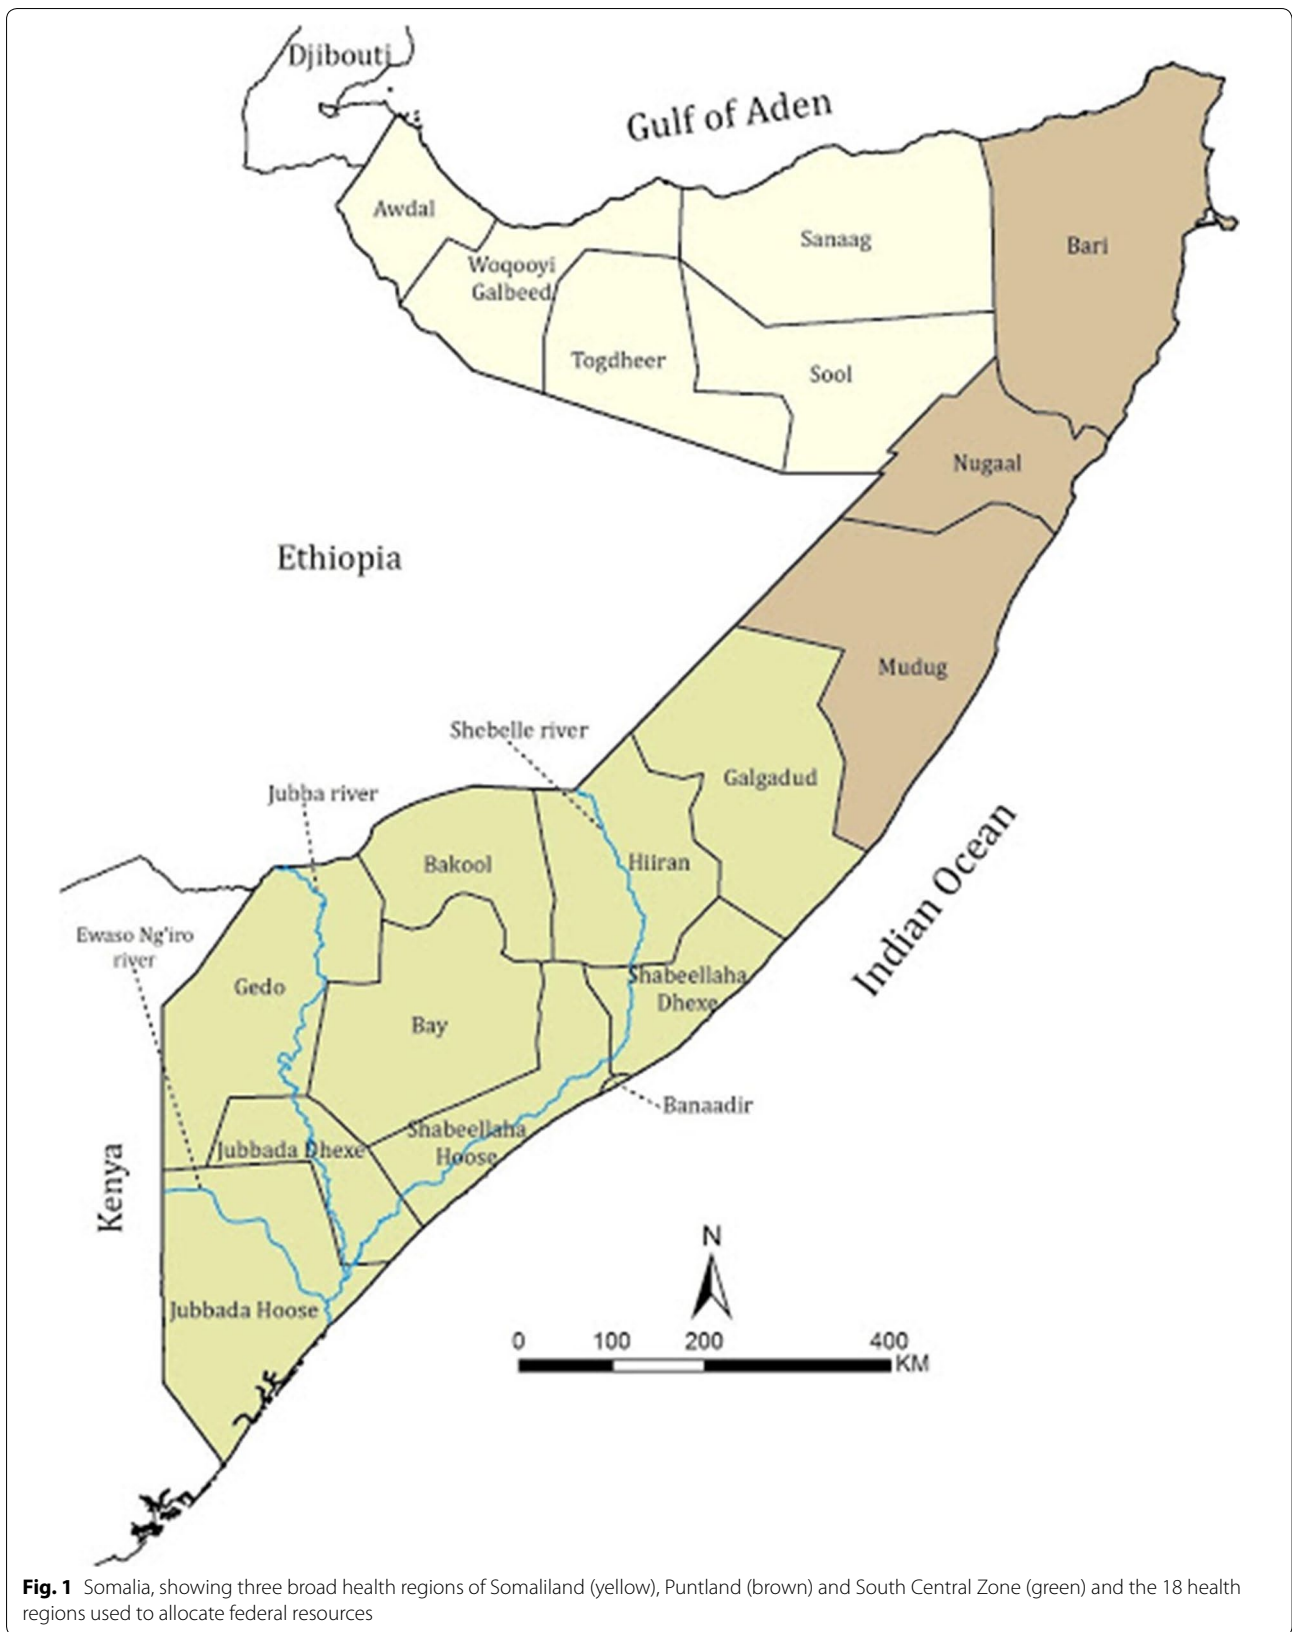 Djibouti
Gulf of Aden
Awdal
Sanaag
Bari
Woqooyi
Galbeed
Togdheer
Sool
Nugaal
Ethiopia
Mudug
Shebelle river
Galgadud
Jubba river
Bakool
Hiiran
Indian Ocean
Ewaso Ng'iro
river
Gedo
Shabeellaha
Dhexe
Bay
Banaadir
Shabeellaha
Hoose
Jubbada Dhexe
Kenya
N
Jubbada Hoose
0 100 200 400
KM
Fig. 1 Somalia, showing three broad health regions of Somaliland (yellow), Puntland (brown) and South Central Zone (green) and the 18 health
regions used to allocate federal resources